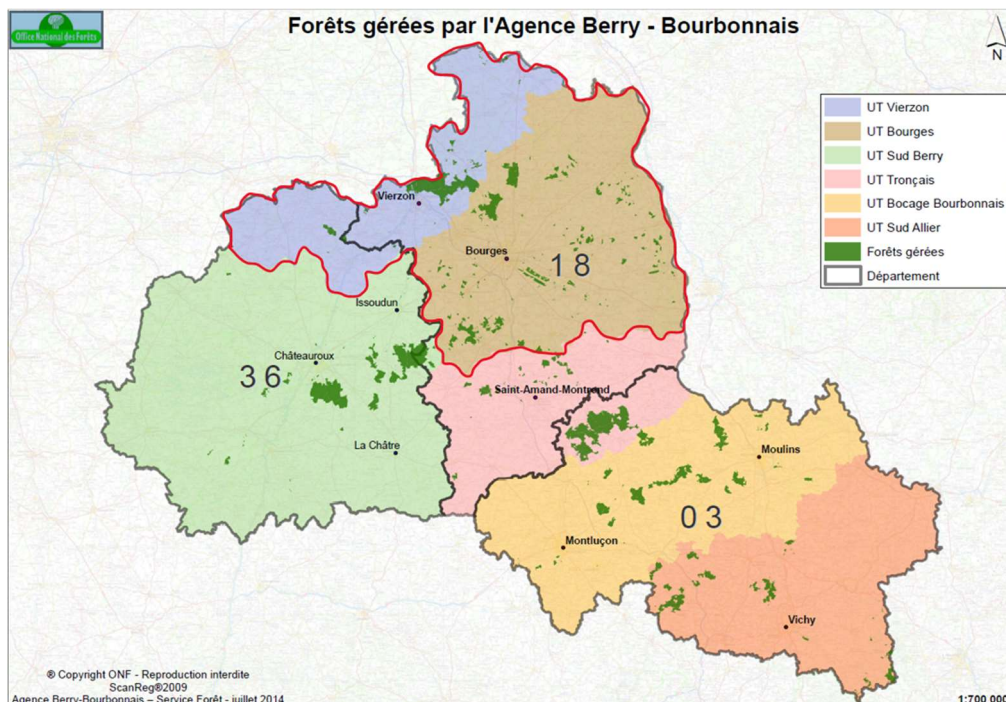 Office National des Forêts
Forêts gérées par l'Agence Berry - Bourbonnais
N
UT Vierzon
UT Bourges
UT Sud Berry
UT Tronçais
UT Bocage Bourbonnais
UT Sud Allier
Forêts gérées
Département
Vierzon
Bourges
18
Issoudun
Châteauroux
36
Saint-Amand-Montrond
La Châtre
Moulins
03
Montluçon
Vichy
® Copyright ONF - Reproduction interdite
ScanReg®2009
Agence Berry-Bourbonnais – Service Forêt - juillet 2014
1:700 000